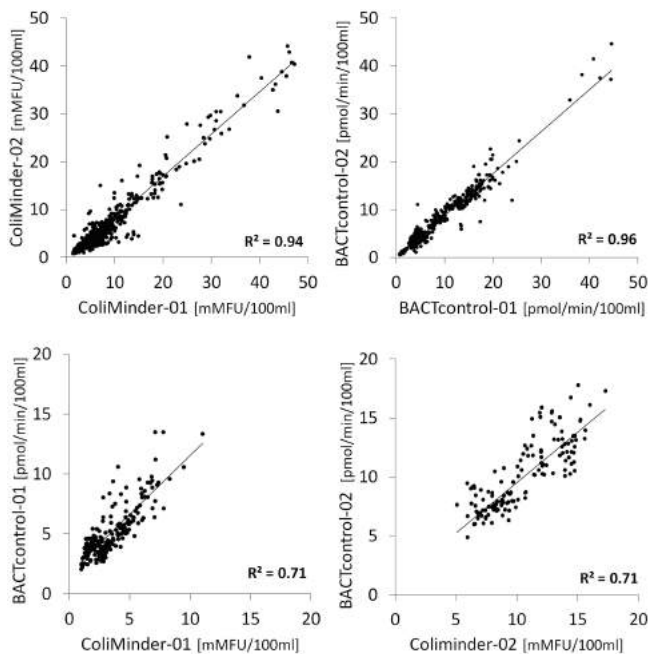 ColiMinder-02 [mMFU/100ml]
50
40
30
20
10
0
0 10 20 30 40 50
R² = 0.94
ColiMinder-01 [mMFU/100ml]
BACTcontrol-02 [pmol/min/100ml]
50
40
30
20
10
0
0 10 20 30 40 50
R² = 0.96
BACTcontrol-01 [pmol/min/100ml]
BACTcontrol-01 [pmol/min/100ml]
20
15
10
5
0
0 5 10 15 20
R² = 0.71
ColiMinder-01 [mMFU/100ml]
BACTcontrol-02 [pmol/min/100ml]
20
15
10
5
0
0 5 10 15 20
R² = 0.71
Coliminder-02 [mMFU/100ml]